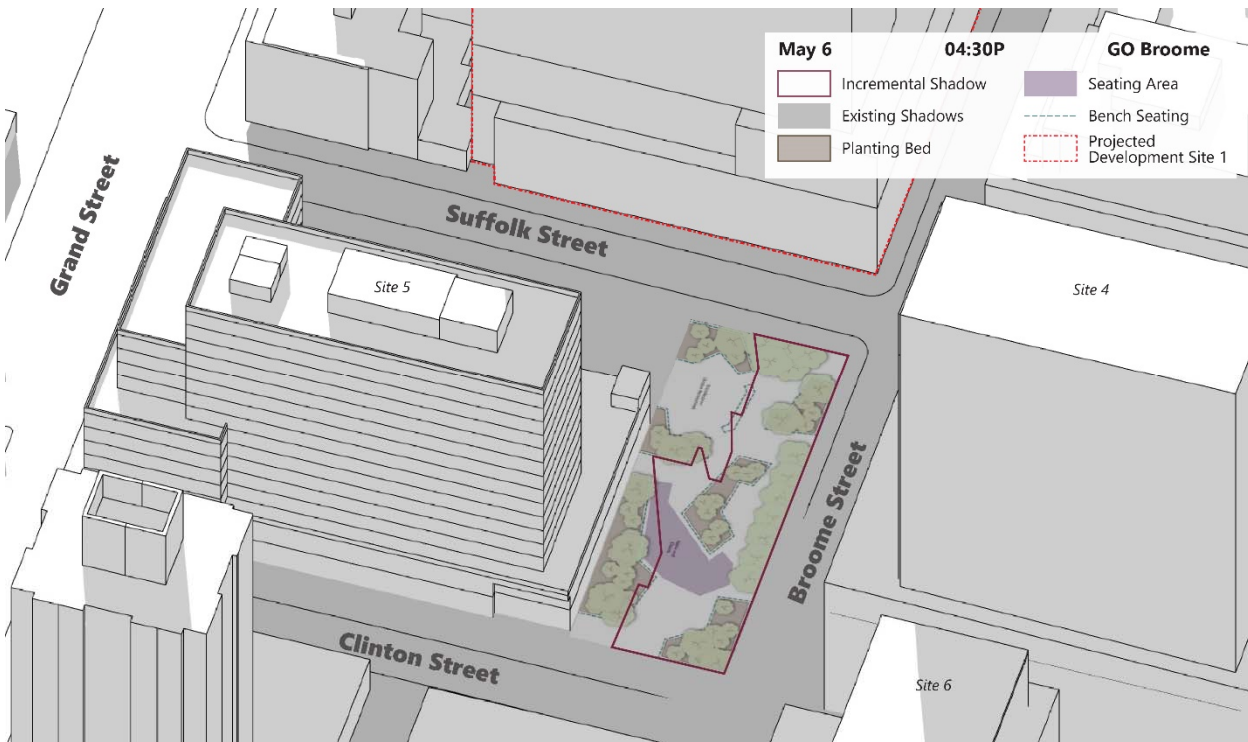 May 6 04:30P GO Broome
Incremental Shadow
Existing Shadows
Planting Bed
Seating Area
Bench Seating
Projected
Development Site 1
Grand Street
Suffolk Street
Site 5
Site 4
Broome Street
Clinton Street
Site 6